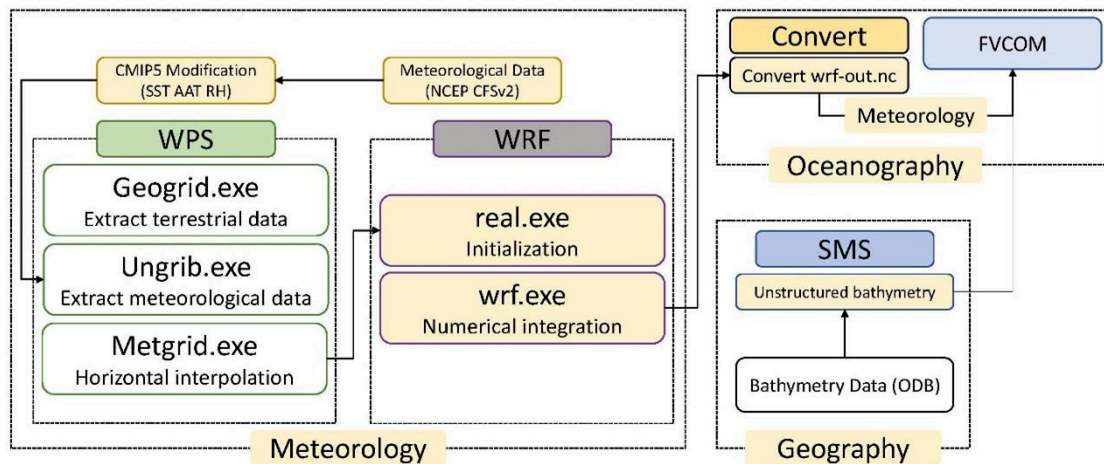 CMIP5 Modification
(SST AAT RH)
Meteorological Data
(NCEP CFSv2)
WPS
Geogrid.exe
Extract terrestrial data
Ungrib.exe
Extract meteorological data
Metgrid.exe
Horizontal interpolation
WRF
real.exe
Initialization
wrf.exe
Numerical integration
Meteorology
Convert
Convert wrf-out.nc
FVCOM
Meteorology
Oceanography
SMS
Unstructured bathymetry
Bathymetry Data (ODB)
Geography